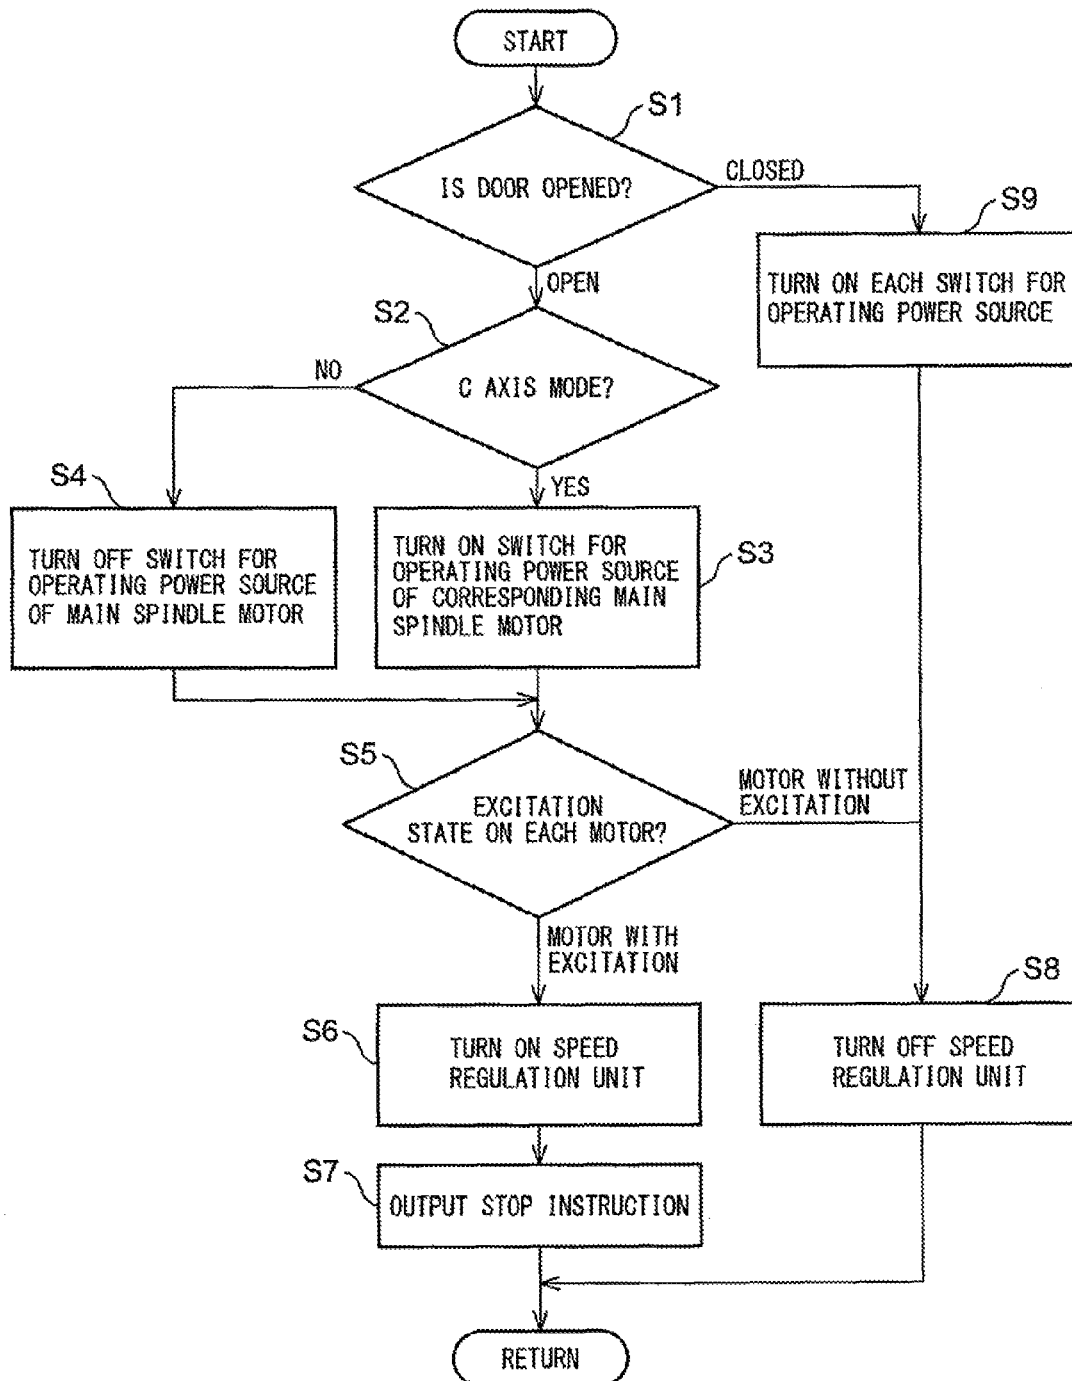 START
S1
IS DOOR OPENED?
CLOSED
S9
TURN ON EACH SWITCH FOR
OPERATING POWER SOURCE
OPEN
S2
NO
C AXIS MODE?
S4
YES
TURN OFF SWITCH FOR
OPERATING POWER SOURCE
OF MAIN SPINDLE MOTOR
TURN ON SWITCH FOR
OPERATING POWER SOURCE
OF CORRESPONDING MAIN
SPINDLE MOTOR
S3
S5
EXCITATION
STATE ON EACH MOTOR?
MOTOR WITHOUT
EXCITATION
MOTOR WITH
EXCITATION
S6
TURN ON SPEED
REGULATION UNIT
S8
TURN OFF SPEED
REGULATION UNIT
S7
OUTPUT STOP INSTRUCTION
RETURN